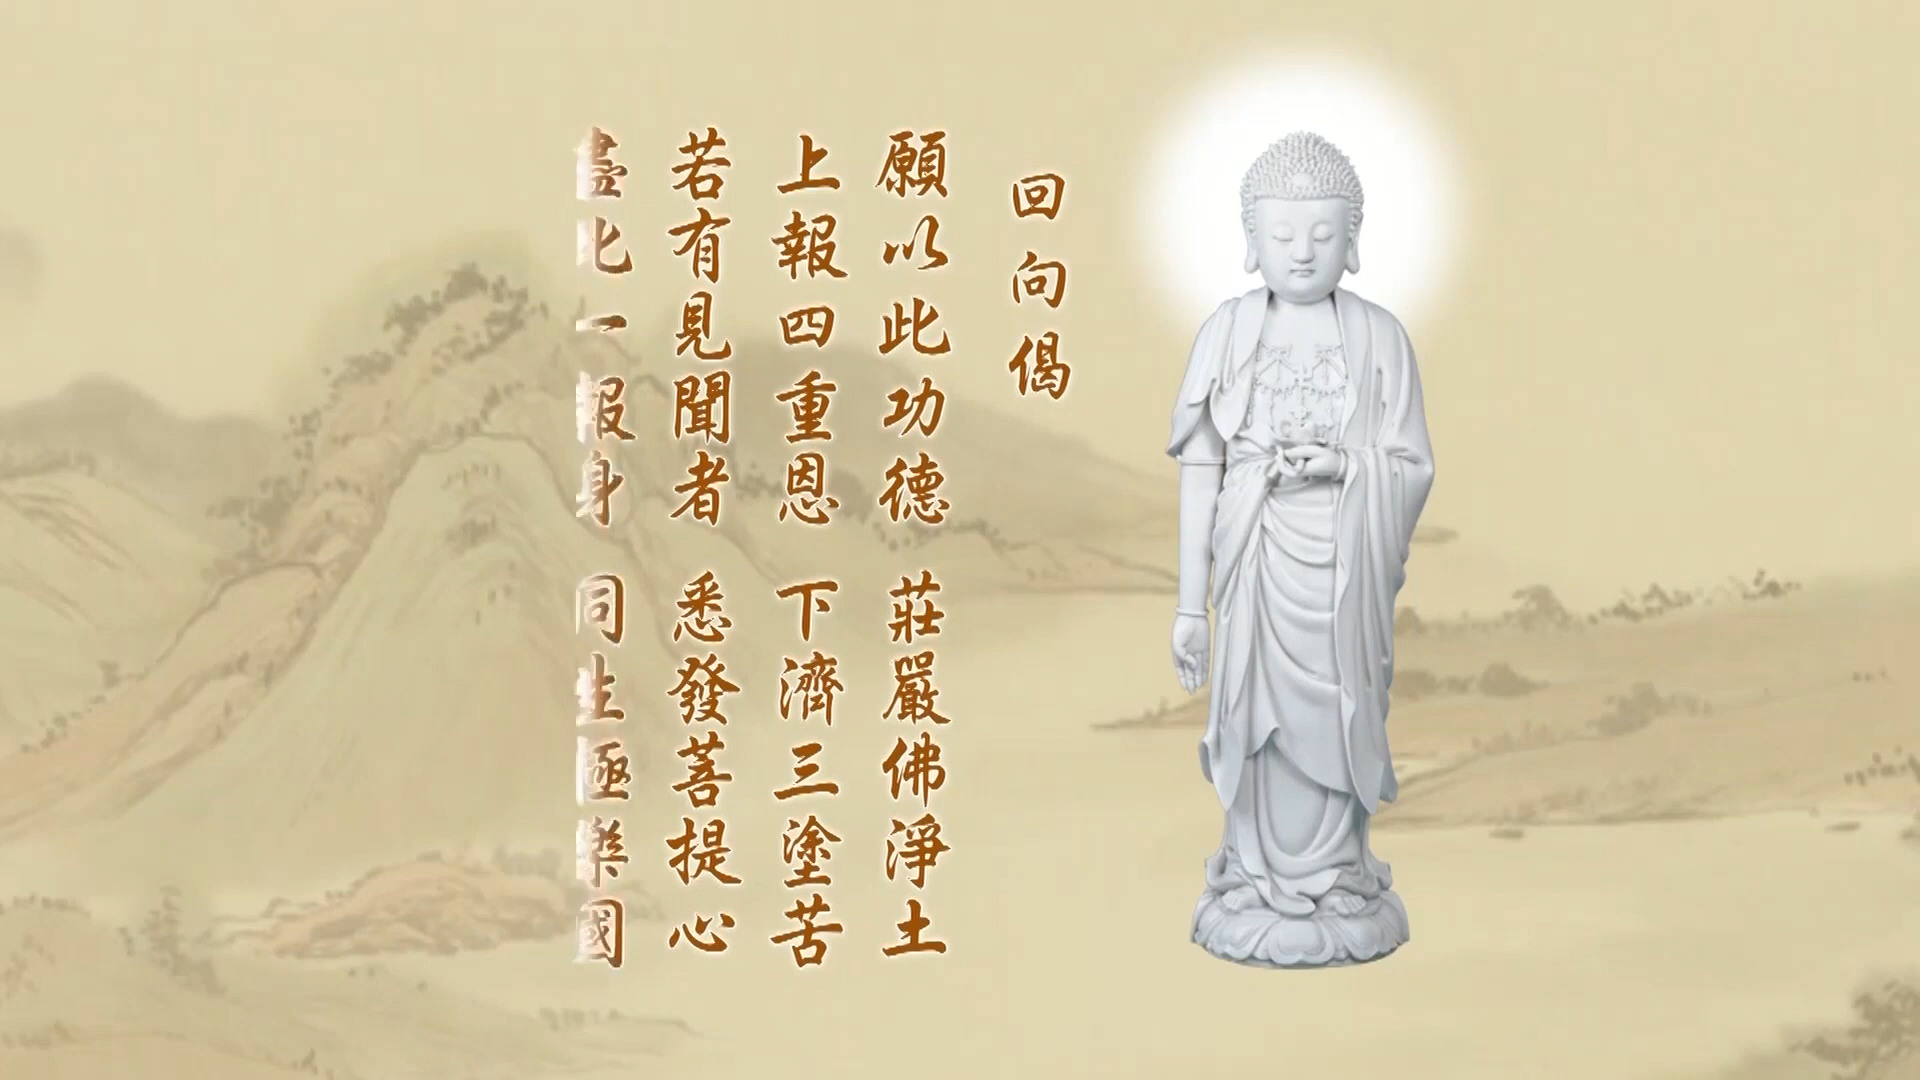 回向偈
願以此功德 莊嚴佛淨土
上報四重恩 下濟三塗苦
若有見聞者 悉發菩提心
盡此一報身 同生極樂國